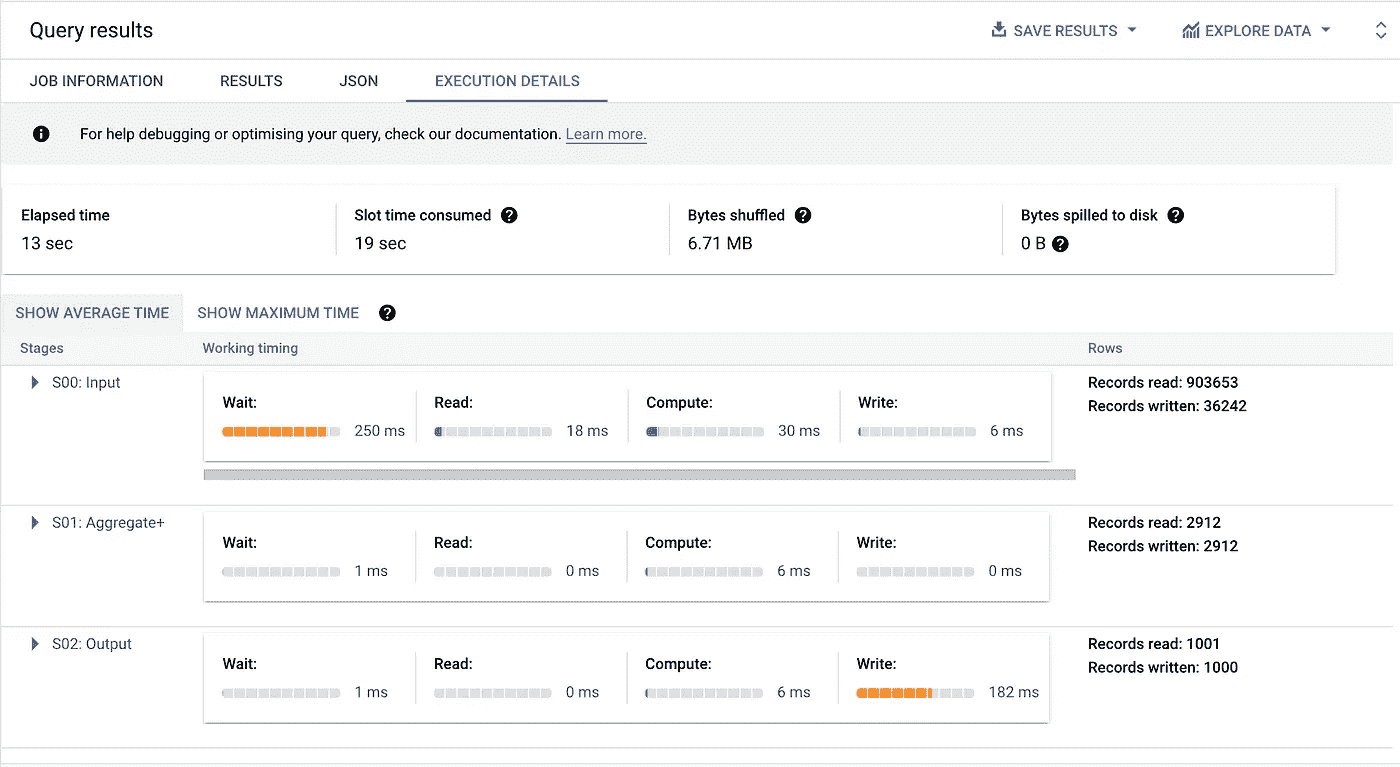 Query results
SAVE RESULTS
EXPLORE DATA
JOB INFORMATION RESULTS JSON EXECUTION DETAILS
For help debugging or optimising your query, check our documentation. Learn more.
Elapsed time Slot time consumed Bytes shuffled Bytes spilled to disk
13 sec 19 sec 6.71 MB 0 B
SHOW AVERAGE TIME SHOW MAXIMUM TIME
Stages Working timing Rows
S00: Input
Wait: Read: Compute: Write:
250 ms 18 ms 30 ms 6 ms
Records read: 903653
Records written: 36242
S01: Aggregate+
Wait: Read: Compute: Write:
1 ms 0 ms 6 ms 0 ms
Records read: 2912
Records written: 2912
S02: Output
Wait: Read: Compute: Write:
1 ms 0 ms 6 ms 182 ms
Records read: 1001
Records written: 1000